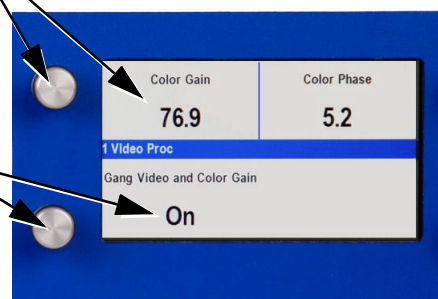 Color Gain Color Phase
76.9 5.2
1 Video Proc
Gang Video and Color Gain
On